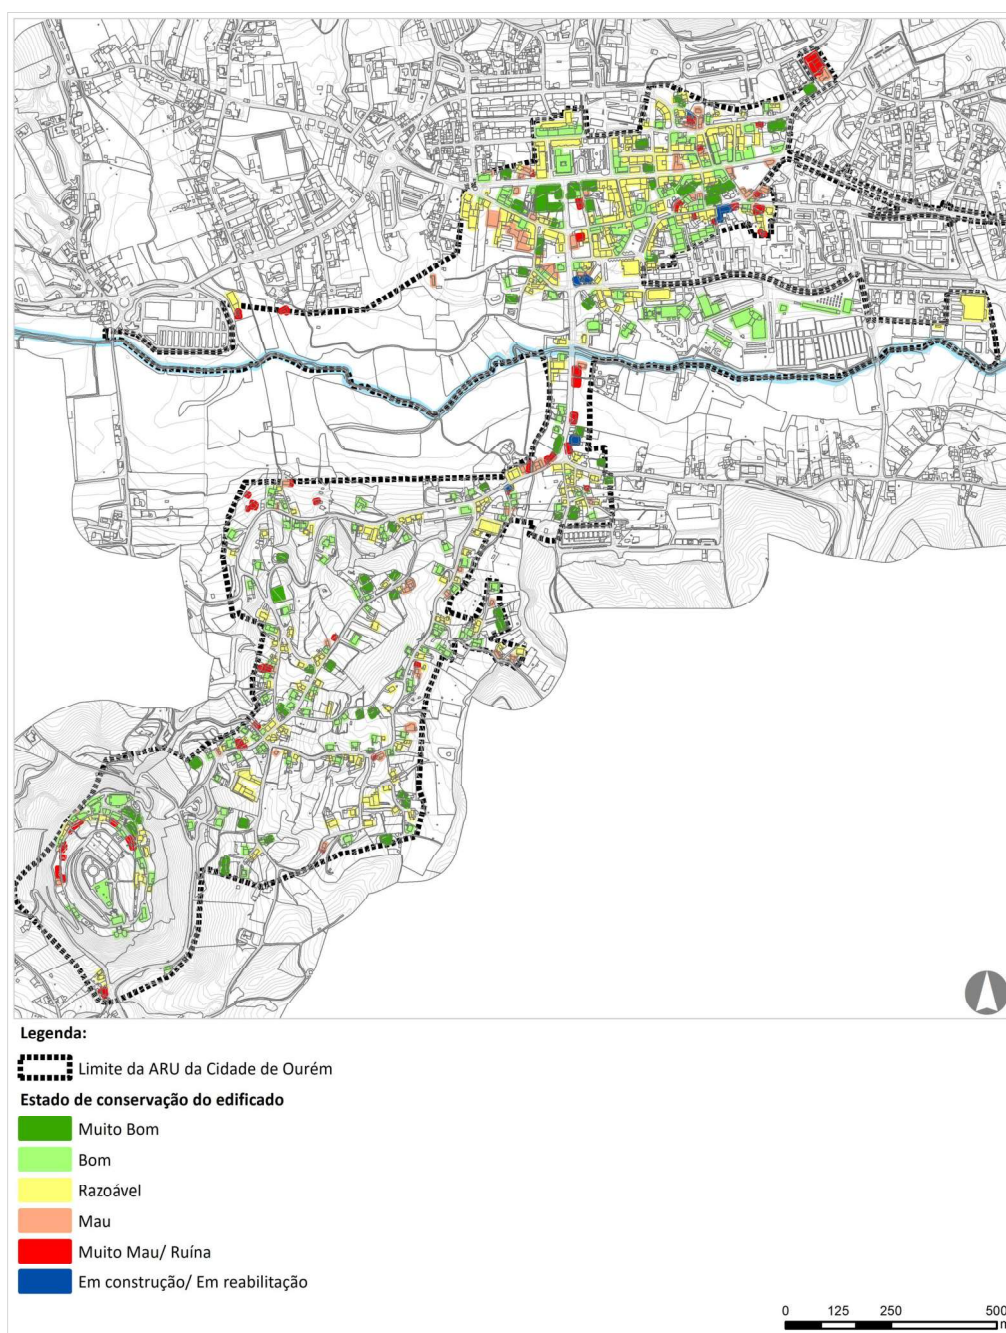 Legenda:
Limite da ARU da Cidade de Ourém
Estado de conservação do edificado
Muito Bom
Bom
Razoável
Mau
Muito Mau/ Ruína
Em construção/ Em reabilitação
0 125 250 500
m